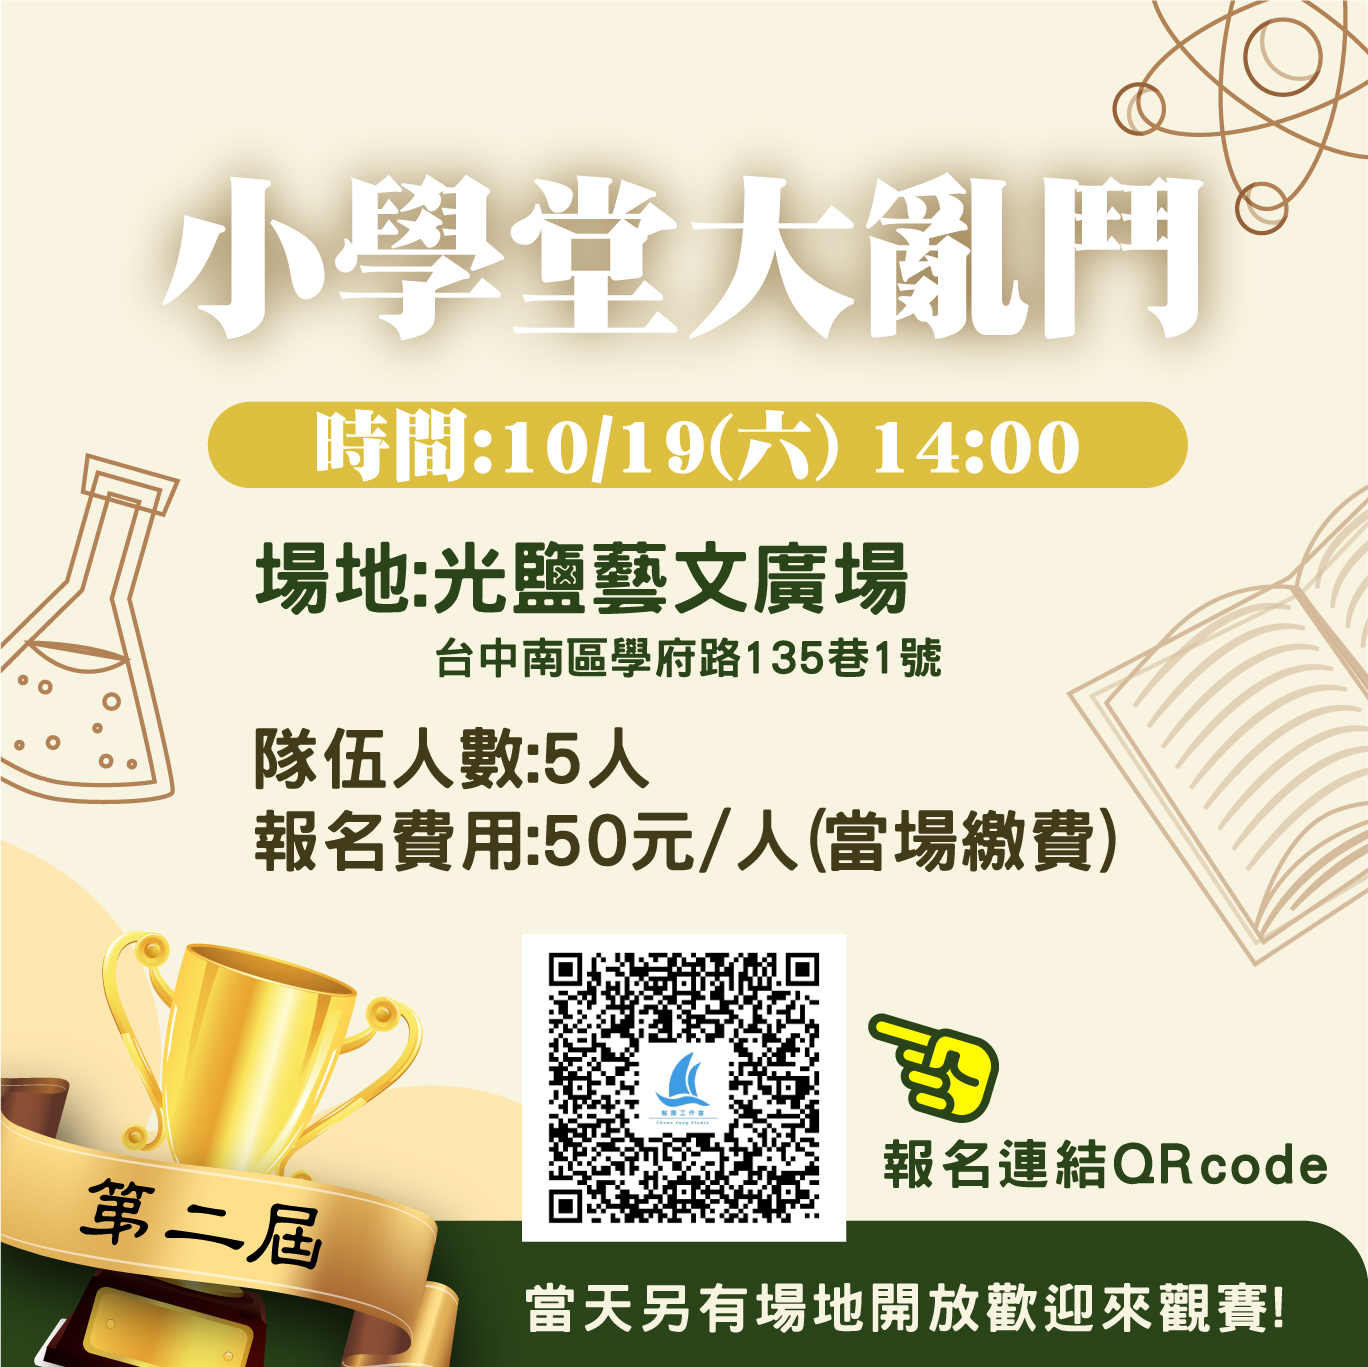 小學堂大亂鬥
時間:10/19(六) 14:00
場地:光鹽藝文廣場
台中南區學府路135巷1號
隊伍人數:5人
報名費用:50元/人(當場繳費)
Chuan Yang Studio
報名連結QRcode
第二屆
當天另有場地開放歡迎來觀賽!